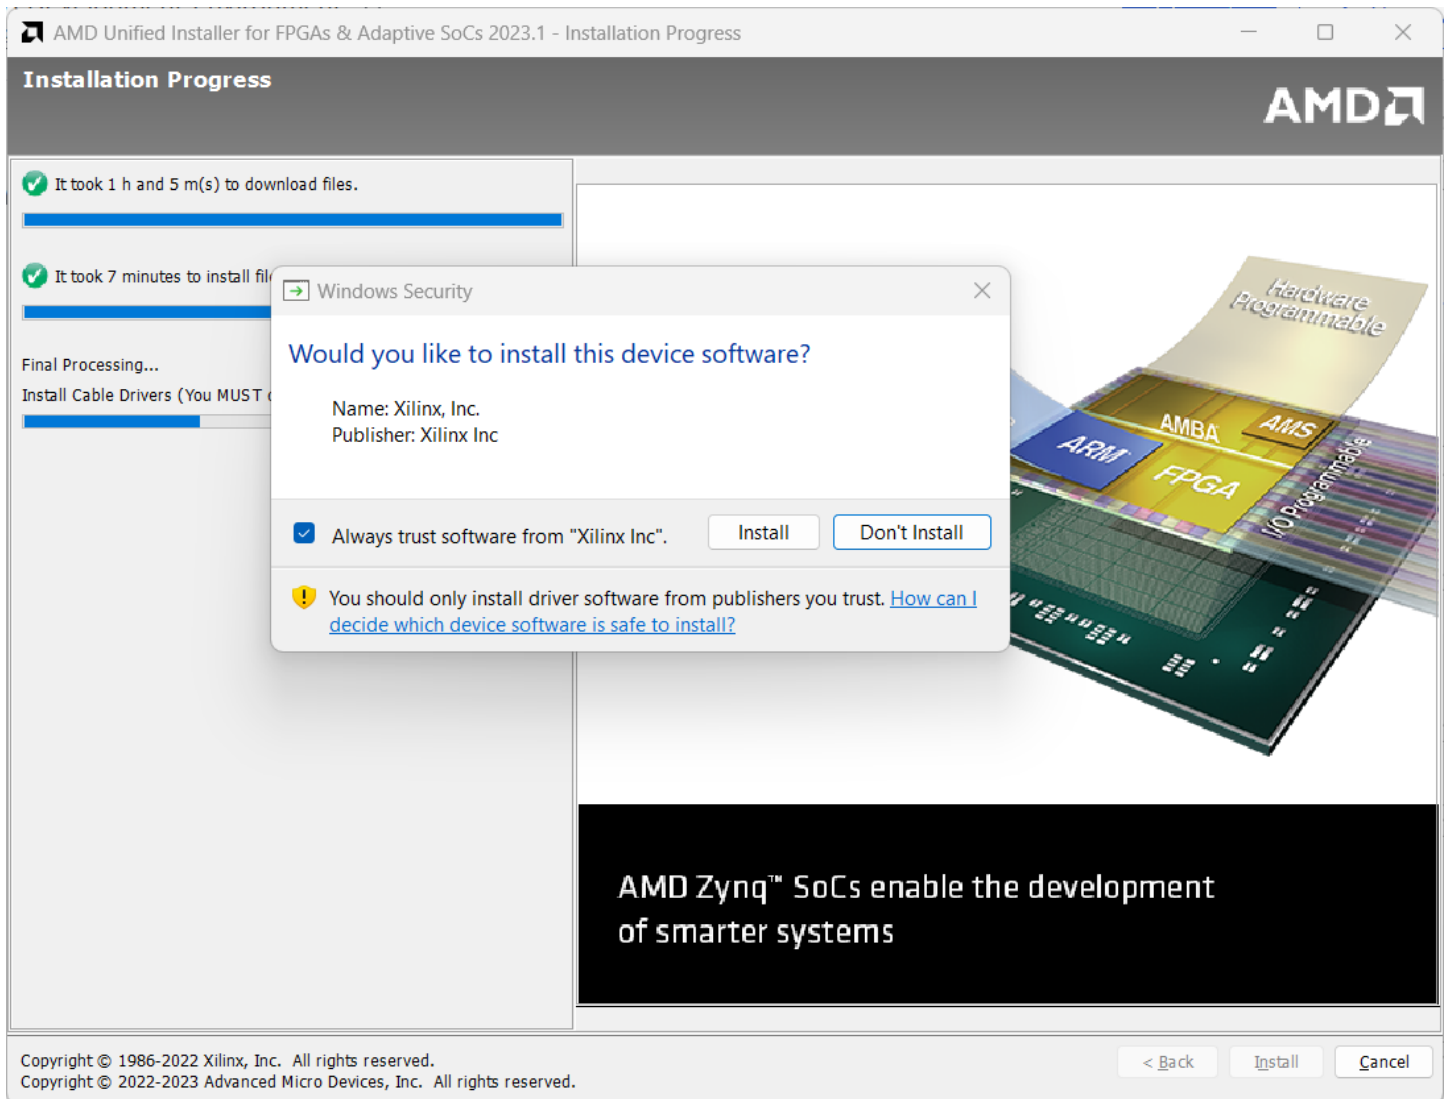 AMD Unified Installer for FPGAs & Adaptive SoCs 2023.1 - Installation Progress
Installation Progress
AMD
It took 1 h and 5 m(s) to download files.
It took 7 minutes to install
Final Processing...
Install Cable Drivers (You MUST
Windows Security
Would you like to install this device software?
Name: Xilinx, Inc.
Publisher: Xilinx Inc
Always trust software from "Xilinx Inc".
Install
Don't Install
You should only install driver software from publishers you trust. How can I
decide which device software is safe to install?
Hardware
Programmable
AMBA
AMS
ARM
FPGA
I/O Programmable
AMD Zynq™ SoCs enable the development
of smarter systems
Copyright © 1986-2022 Xilinx, Inc. All rights reserved.
Copyright © 2022-2023 Advanced Micro Devices, Inc. All rights reserved.
< Back
Install
Cancel